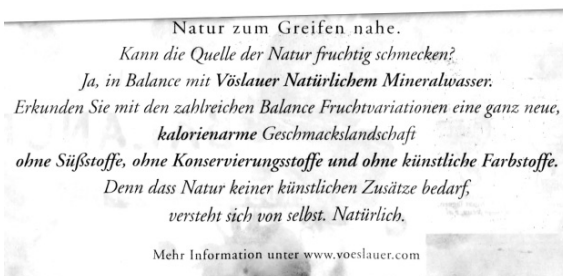 Natur zum Greifen nahe.
Kann die Quelle der Natur fruchtig schmecken?
Ja, in Balance mit Vöslauer Natürlichem Mineralwasser.
Erkunden Sie mit den zahlreichen Balance Fruchtvariationen eine ganz neue,
kalorienarme Geschmackslandschaft
ohne Süßstoffe, ohne Konservierungsstoffe und ohne künstliche Farbstoffe.
Denn dass Natur keiner künstlichen Zusätze bedarf,
versteht sich von selbst. Natürlich.
Mehr Information unter www.voeslauer.com